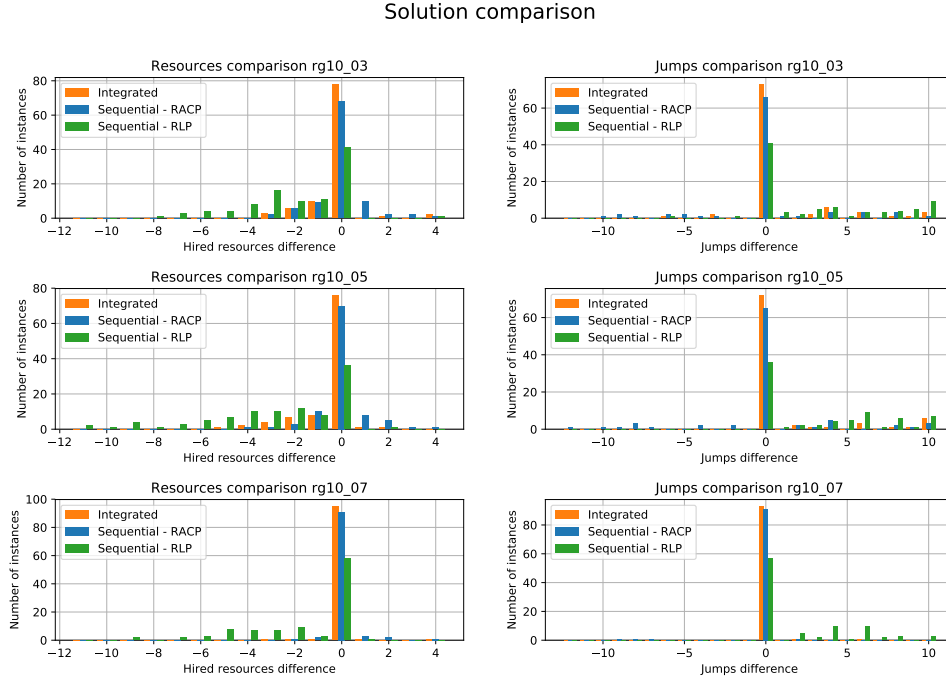 Solution comparison
Resources comparison rg10_03
Number of instances
80
60
40
20
0
Integrated
Sequential - RACP
Sequential - RLP
−12 −10 −8 −6 −4 −2 0 2 4
Hired resources difference
Jumps comparison rg10_03
Number of instances
60
40
20
0
Integrated
Sequential - RACP
Sequential - RLP
−10 −5 0 5 10
Jumps difference
Resources comparison rg10_05
Number of instances
80
60
40
20
0
Integrated
Sequential - RACP
Sequential - RLP
−12 −10 −8 −6 −4 −2 0 2 4
Hired resources difference
Jumps comparison rg10_05
Number of instances
60
40
20
0
Integrated
Sequential - RACP
Sequential - RLP
−10 −5 0 5 10
Jumps difference
Resources comparison rg10_07
Number of instances
100
80
60
40
20
0
Integrated
Sequential - RACP
Sequential - RLP
−12 −10 −8 −6 −4 −2 0 2 4
Hired resources difference
Jumps comparison rg10_07
Number of instances
80
60
40
20
0
Integrated
Sequential - RACP
Sequential - RLP
−10 −5 0 5 10
Jumps difference